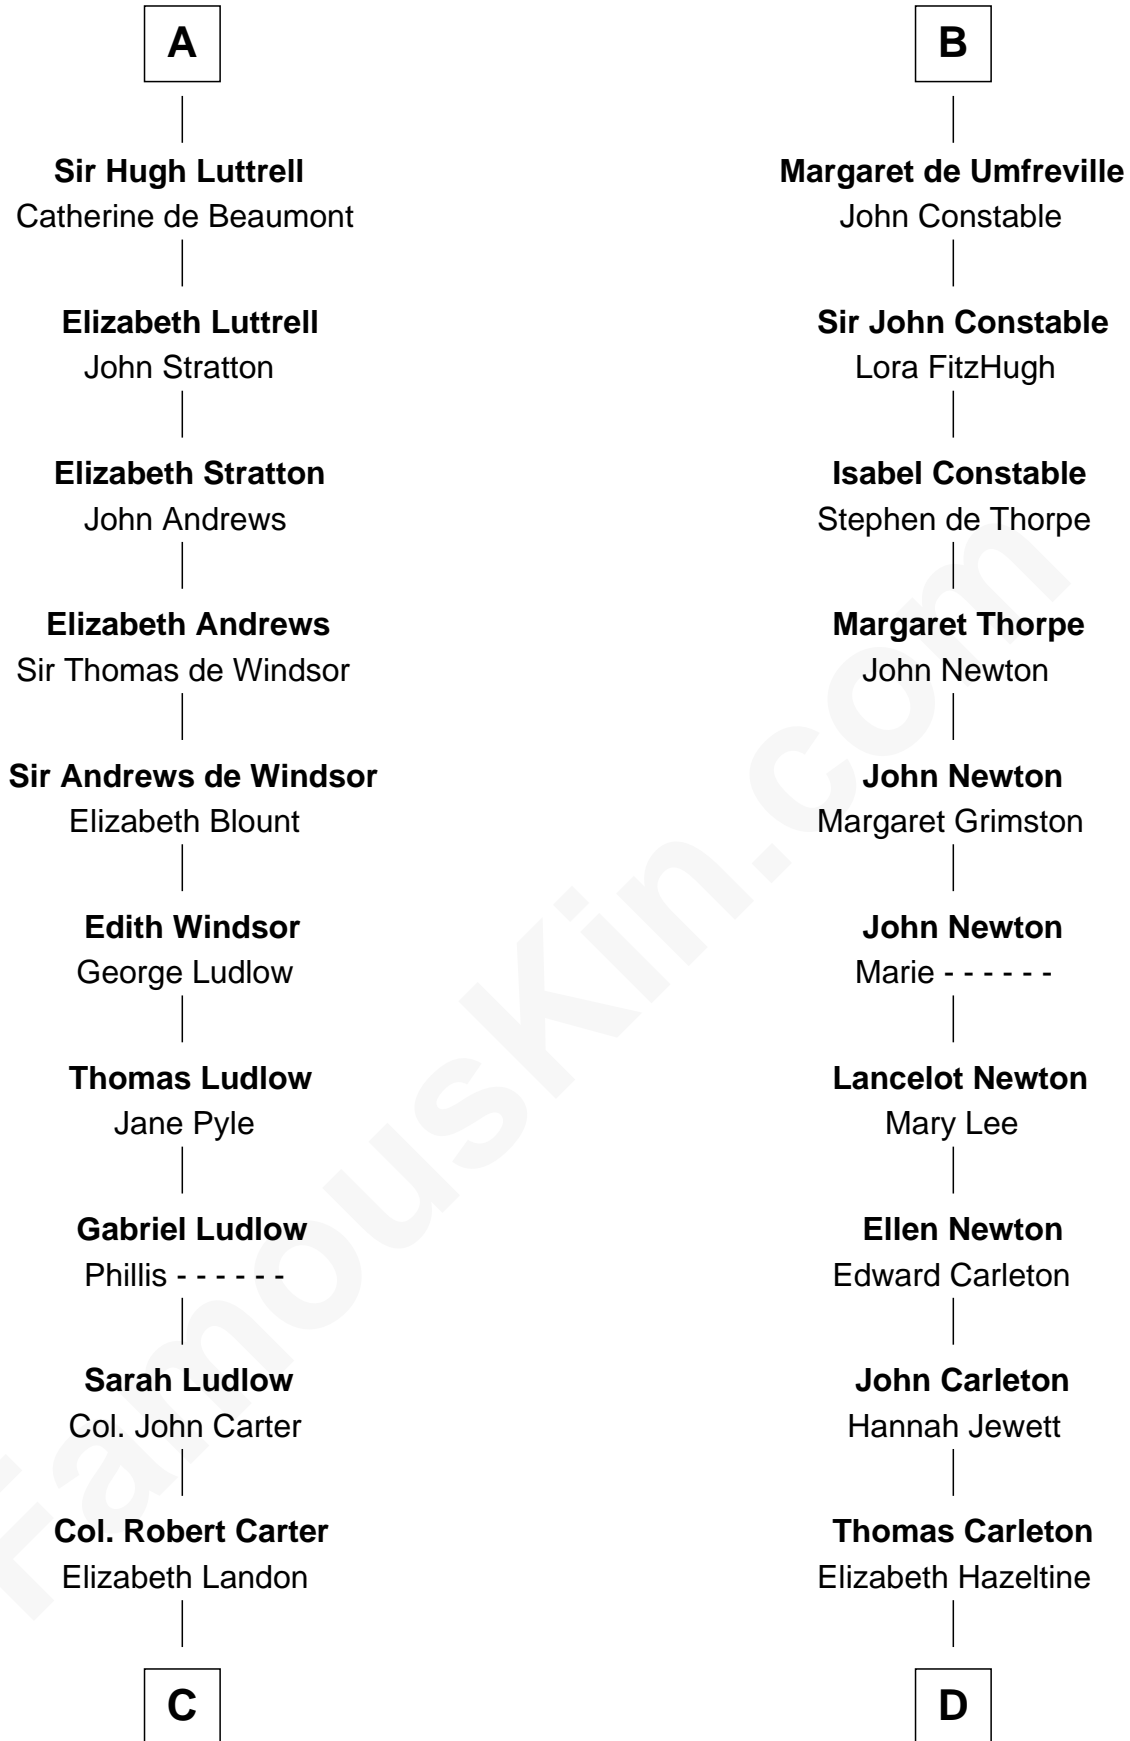 A
Sir Hugh Luttrell
Catherine de Beaumont
Elizabeth Luttrell
John Stratton
Elizabeth Stratton
John Andrews
Elizabeth Andrews
Sir Thomas de Windsor
Sir Andrews de Windsor
Elizabeth Blount
Edith Windsor
George Ludlow
Thomas Ludlow
Jane Pyle
Gabriel Ludlow
Phillis - - - - - -
Sarah Ludlow
Col. John Carter
Col. Robert Carter
Elizabeth Landon
C
B
Margaret de Umfreville
John Constable
Sir John Constable
Lora FitzHugh
Isabel Constable
Stephen de Thorpe
Margaret Thorpe
John Newton
John Newton
Margaret Grimston
John Newton
Marie - - - - - -
Lancelot Newton
Mary Lee
Ellen Newton
Edward Carleton
John Carleton
Hannah Jewett
Thomas Carleton
Elizabeth Hazeltine
D
FamousKin.com